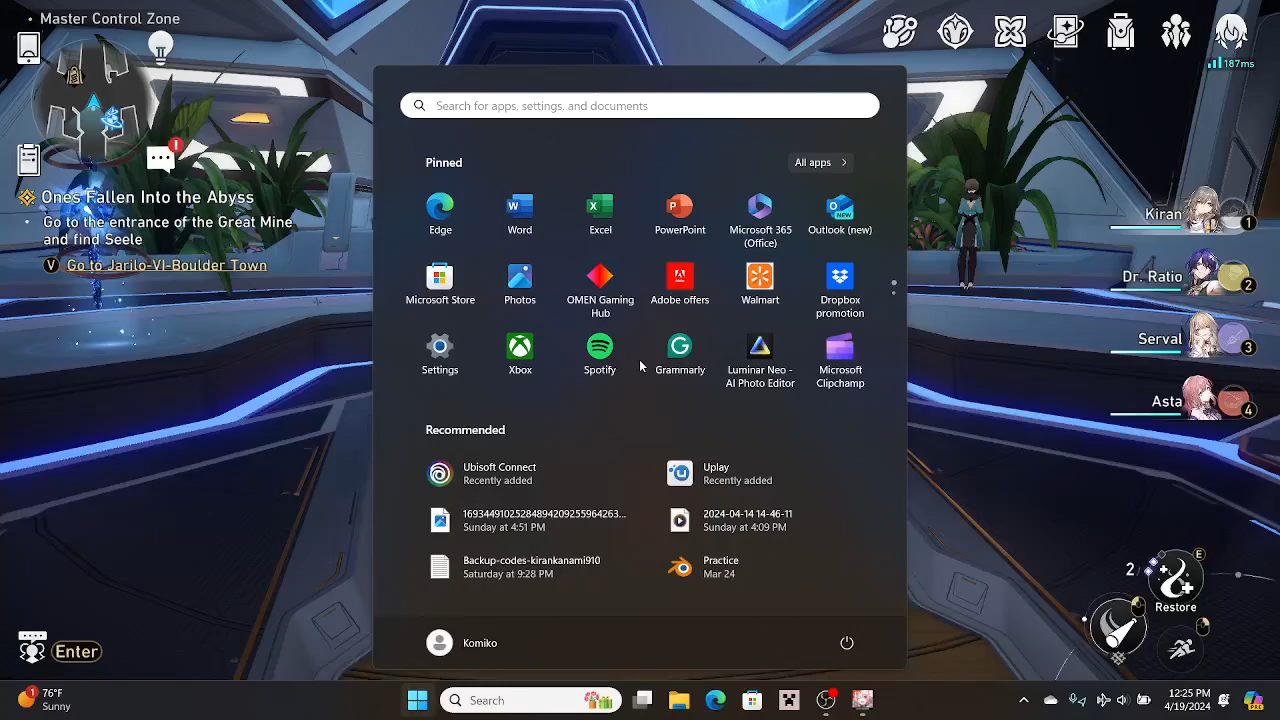 Master Control Zone
187ms
Ones Fallen Into the Abyss
Go to the entrance of the Great Mine
and find Seele
V Go to Jarilo-VI-Boulder Town
Kiran 1
Dr. Ratio 2
Serval 3
Asta 4
Search for apps, settings, and documents
Pinned
All apps
Edge
Word
Excel
PowerPoint
Microsoft 365
(Office)
Outlook (new)
Microsoft Store
Photos
OMEN Gaming
Hub
Adobe offers
Walmart
Dropbox
promotion
Settings
Xbox
Spotify
Grammarly
Luminar Neo -
AI Photo Editor
Microsoft
Clipchamp
Recommended
Ubisoft Connect
Recently added
Uplay
Recently added
16934491025284894209255964263...
Sunday at 4:51 PM
2024-04-14 14-46-11
Sunday at 4:09 PM
Backup-codes-kirankanami910
Saturday at 9:28 PM
Practice
Mar 24
Komiko
E
2
Restore
Enter
1
76°F
Sunny
Search
12:25 PM
4/19/2024